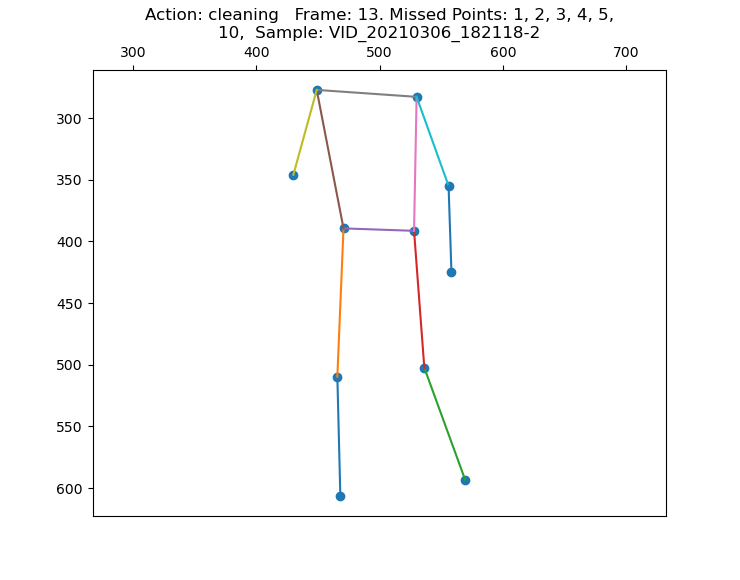 Action: cleaning   Frame: 13. Missed Points: 1, 2, 3, 4, 5,
10,  Sample: VID_20210306_182118-2
300 400 500 600 700
300
350
400
450
500
550
600